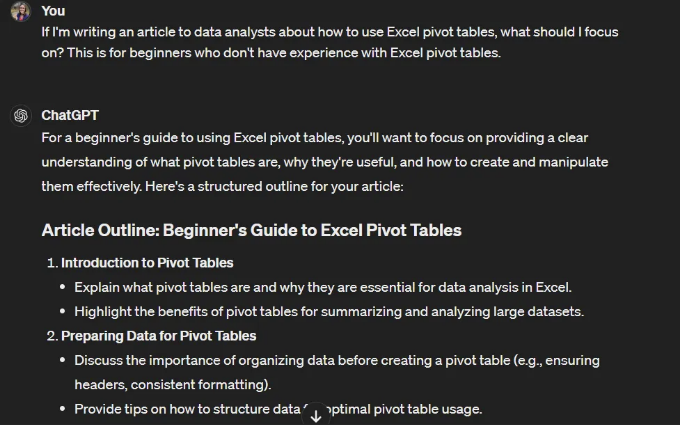 You
If I'm writing an article to data analysts about how to use Excel pivot tables, what should I focus
on? This is for beginners who don't have experience with Excel pivot tables.
ChatGPT
For a beginner's guide to using Excel pivot tables, you'll want to focus on providing a clear
understanding of what pivot tables are, why they're useful, and how to create and manipulate
them effectively. Here's a structured outline for your article:
Article Outline: Beginner's Guide to Excel Pivot Tables
1. Introduction to Pivot Tables
• Explain what pivot tables are and why they are essential for data analysis in Excel.
• Highlight the benefits of pivot tables for summarizing and analyzing large datasets.
2. Preparing Data for Pivot Tables
• Discuss the importance of organizing data before creating a pivot table (e.g., ensuring
headers, consistent formatting).
• Provide tips on how to structure data optimal pivot table usage.